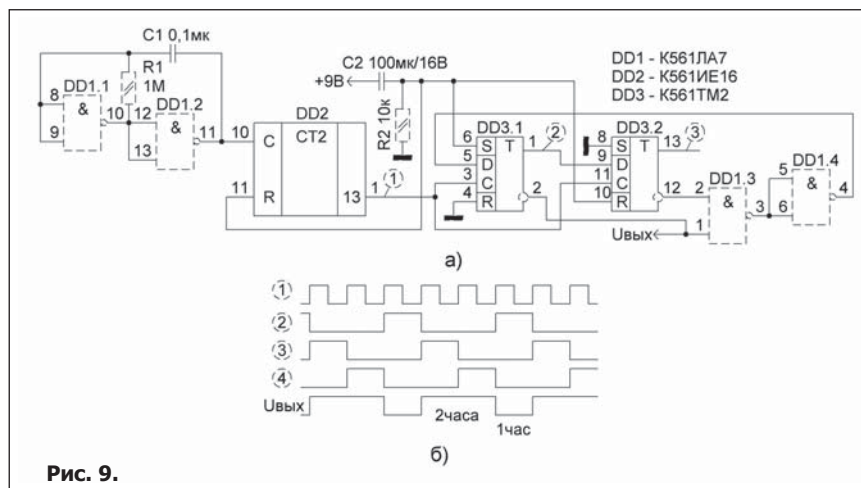 C1 0,1мк
R1
1М
DD1.1
8
9
&
10
12
13
DD1.2
&
11
10
C
DD2
CT2
11
R
13
1
1
C2 100мк/16В
+9В
R2 10к
DD1 - К561ЛА7
DD2 - К561ИЕ16
DD3 - К561ТМ2
DD3.1
6
S
T
1
2
5
D
3
C
4
R
2
DD3.2
8
S
T
13
3
9
D
11
C
10
R
12
DD1.3
2
&
1
3
Uвых
DD1.4
5
&
6
4
а)
1
2
3
4
Uвых
2часа
1час
б)
Рис. 9.